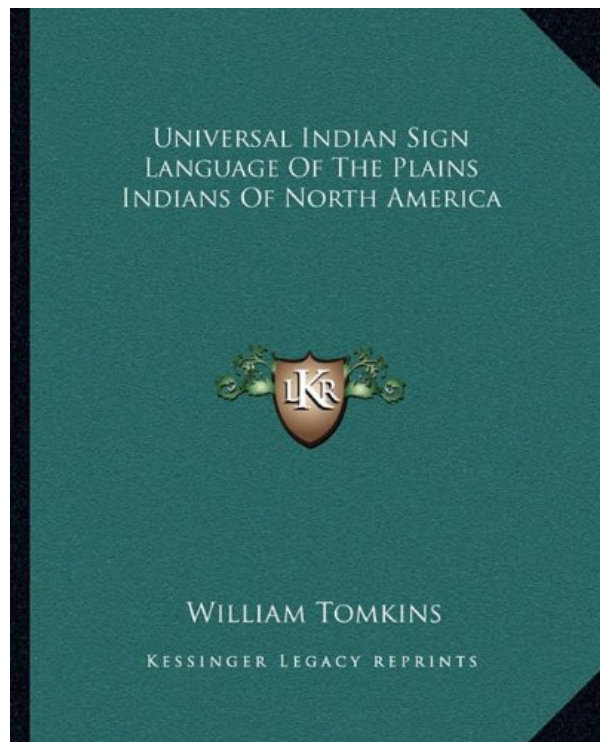 Universal Indian Sign
Language Of The Plains
Indians Of North America
LKR
William Tomkins
Kessinger Legacy reprints